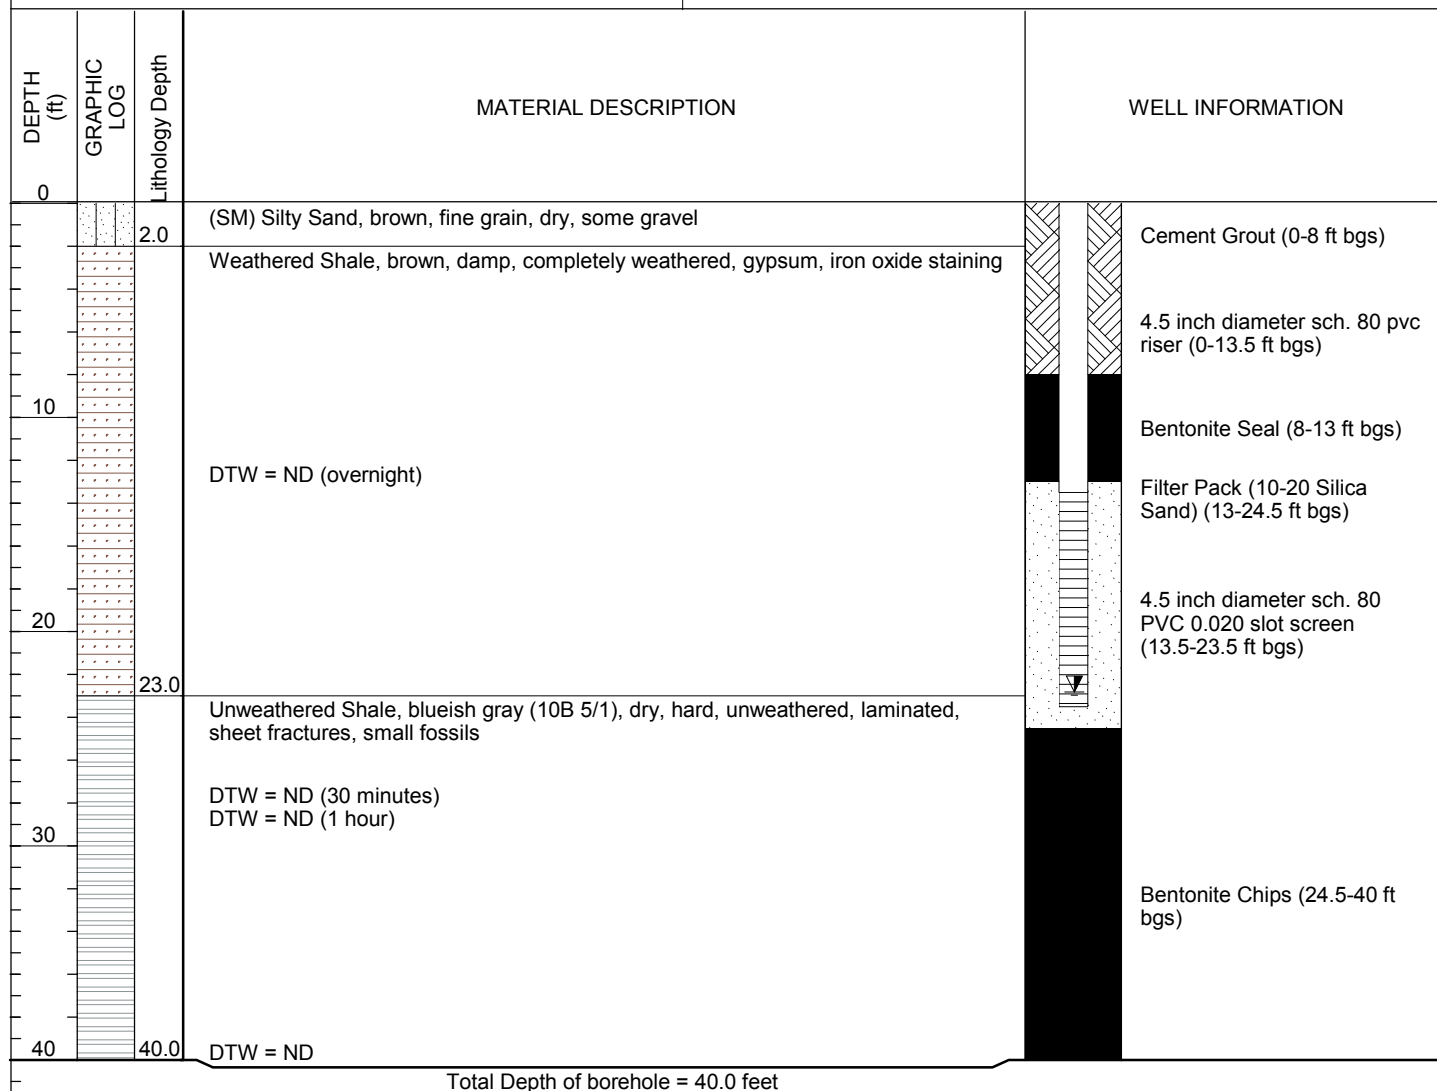 DEPTH
(ft)
GRAPHIC
LOG
Lithology Depth
MATERIAL DESCRIPTION
WELL INFORMATION
0
(SM) Silty Sand, brown, fine grain, dry, some gravel
2.0
Cement Grout (0-8 ft bgs)
Weathered Shale, brown, damp, completely weathered, gypsum, iron oxide staining
4.5 inch diameter sch. 80 pvc
riser (0-13.5 ft bgs)
10
Bentonite Seal (8-13 ft bgs)
DTW = ND (overnight)
Filter Pack (10-20 Silica
Sand) (13-24.5 ft bgs)
4.5 inch diameter sch. 80
PVC 0.020 slot screen
(13.5-23.5 ft bgs)
20
23.0
Unweathered Shale, blueish gray (10B 5/1), dry, hard, unweathered, laminated,
sheet fractures, small fossils
DTW = ND (30 minutes)
DTW = ND (1 hour)
30
Bentonite Chips (24.5-40 ft
bgs)
40
40.0
DTW = ND
Total Depth of borehole = 40.0 feet